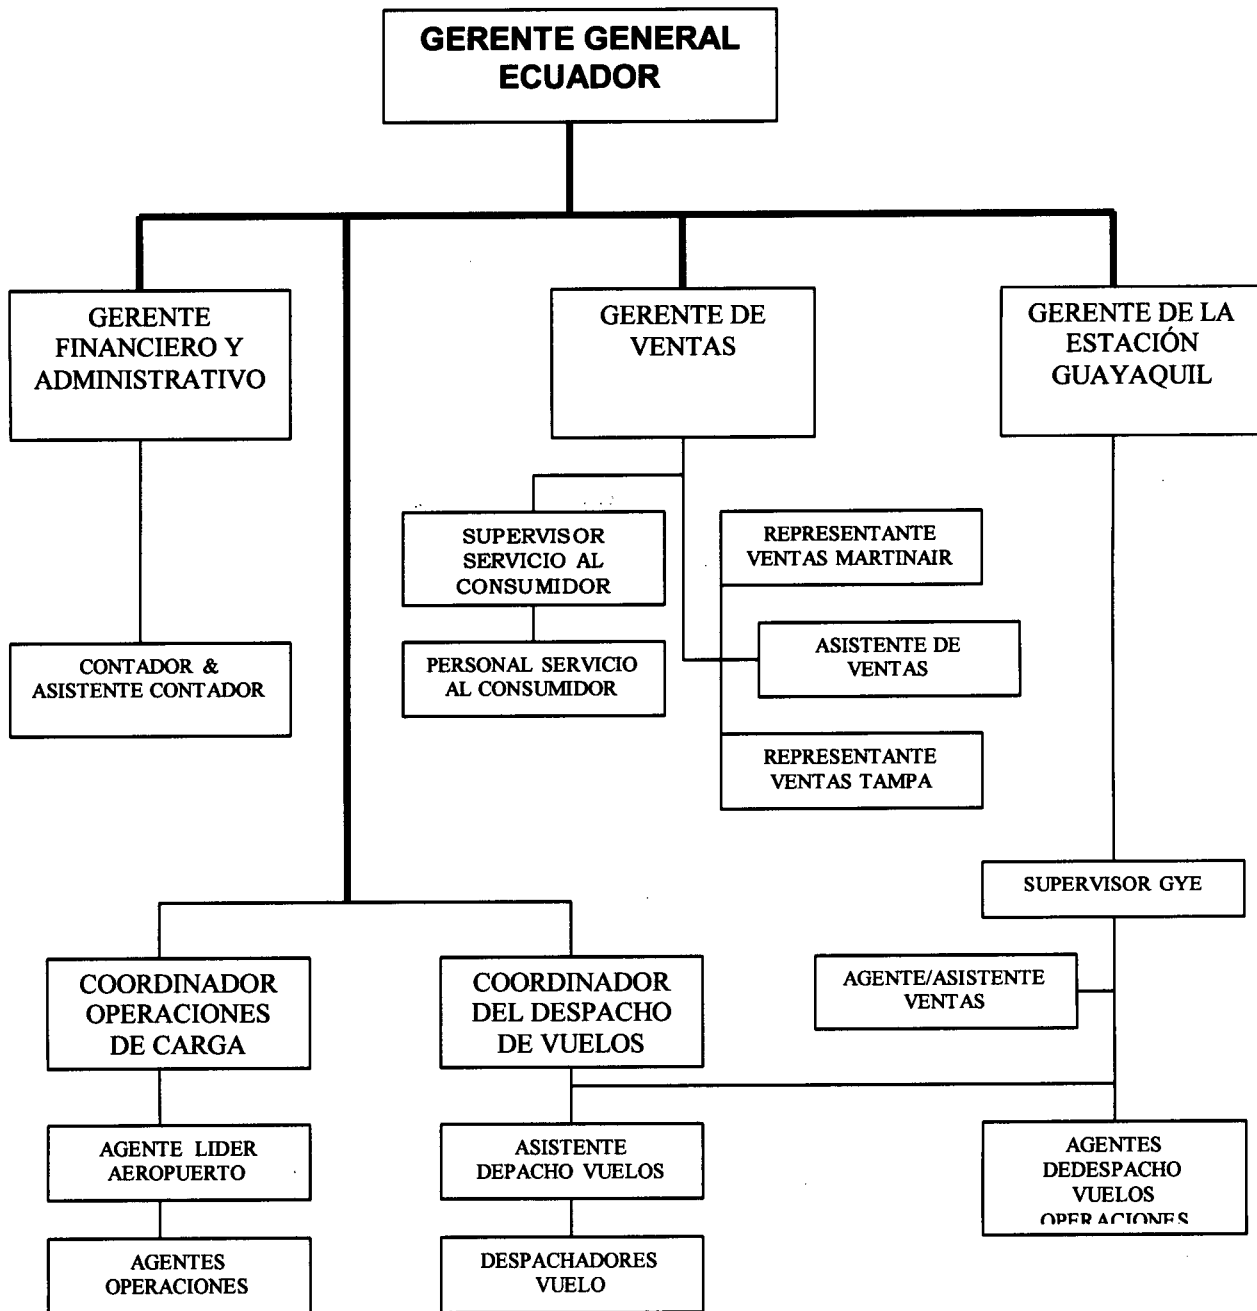 GERENTE GENERAL
ECUADOR
GERENTE
FINANCIERO Y
ADMINISTRATIVO
GERENTE DE
VENTAS
GERENTE DE LA
ESTACIÓN
GUAYAQUIL
SUPERVISOR
SERVICIO AL
CONSUMIDOR
REPRESENTANTE
VENTAS MARTINAIR
CONTADOR &
ASISTENTE CONTADOR
PERSONAL SERVICIO
AL CONSUMIDOR
ASISTENTE DE
VENTAS
REPRESENTANTE
VENTAS TAMPA
SUPERVISOR GYE
COORDINADOR
OPERACIONES
DE CARGA
COORDINADOR
DEL DESPACHO
DE VUELOS
AGENTE/ASISTENTE
VENTAS
AGENTE LIDER
AEROPUERTO
ASISTENTE
DEPACHO VUELOS
AGENTES
DEDESPACHO
VUELOS
OPERACIONES
AGENTES
OPERACIONES
DESPACHADORES
VUELO